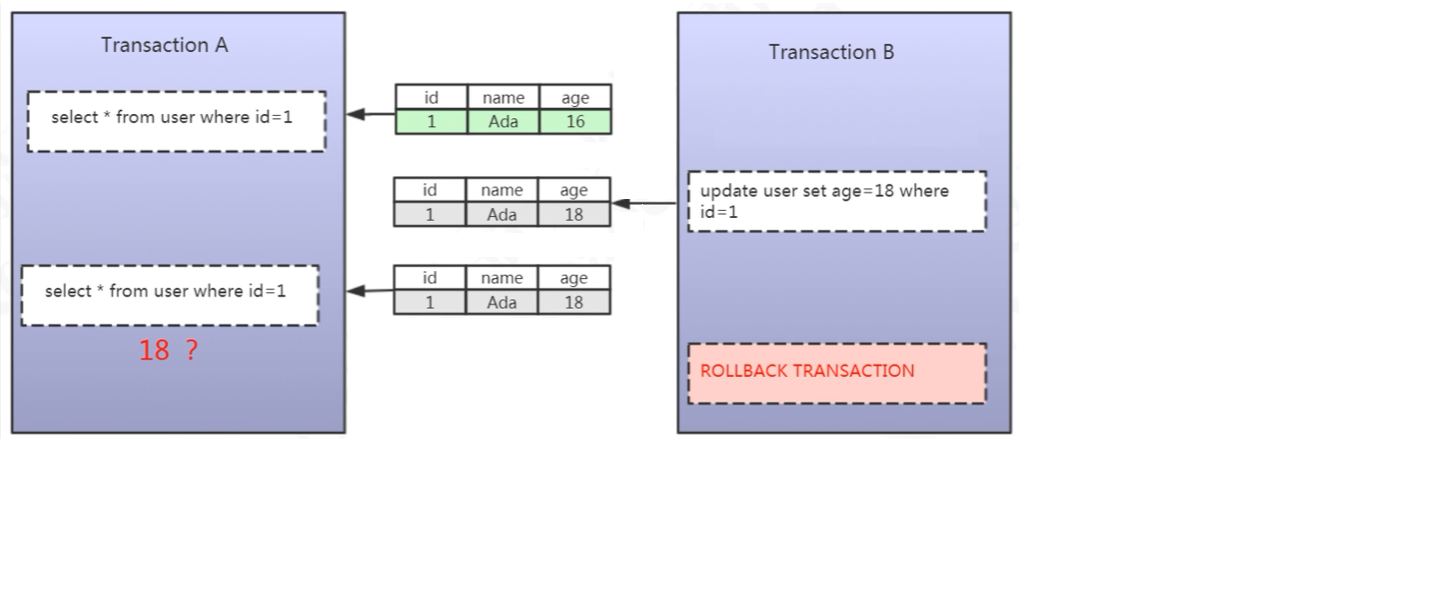 Transaction A
select * from user where id=1
select * from user where id=1
18 ?
id name age
1 Ada 16
id name age
1 Ada 18
id name age
1 Ada 18
Transaction B
update user set age=18 where
id=1
ROLLBACK TRANSACTION